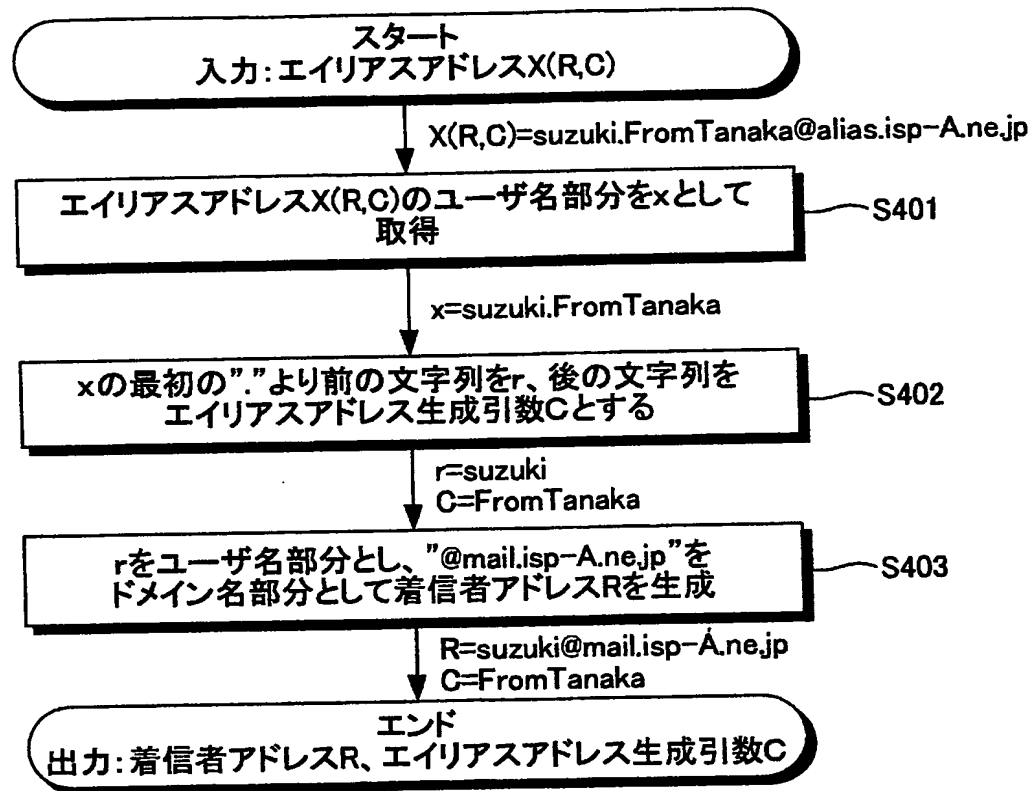 スタート
入力:エイリアスアドレスX(R,C)
X(R,C)=suzuki.FromTanaka@alias.isp-A.ne.jp
エイリアスアドレスX(R,C)のユーザ名部分をxとして
取得
S401
x=suzuki.FromTanaka
xの最初の”.”より前の文字列をr、後の文字列を
エイリアスアドレス生成引数Cとする
S402
r=suzuki
C=FromTanaka
rをユーザ名部分とし、”@mail.isp-A.ne.jp”を
ドメイン名部分として着信者アドレスRを生成
S403
R=suzuki@mail.isp-A.ne.jp
C=FromTanaka
エンド
出力:着信者アドレスR、エイリアスアドレス生成引数C